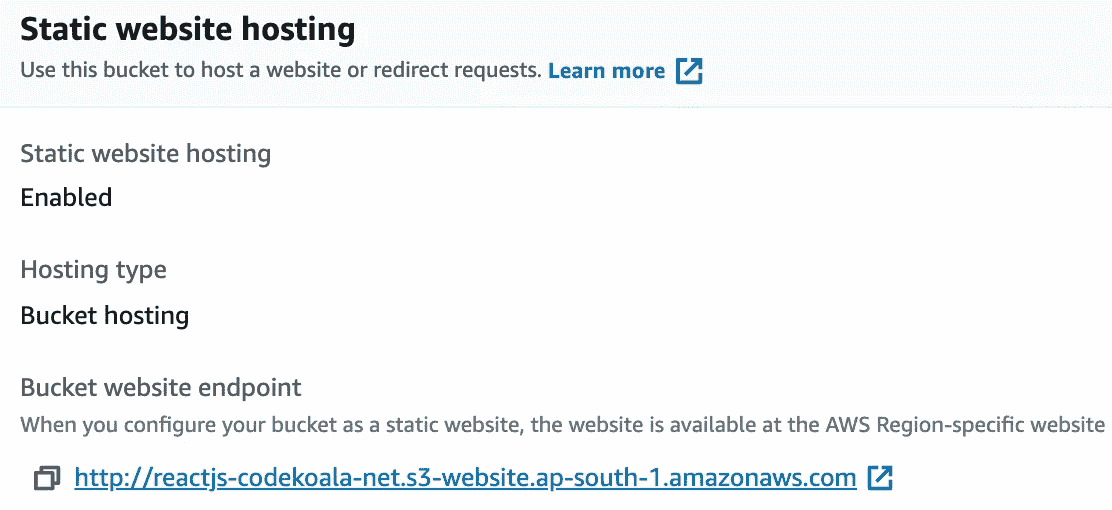 Static website hosting
Use this bucket to host a website or redirect requests. Learn more
Static website hosting
Enabled
Hosting type
Bucket hosting
Bucket website endpoint
When you configure your bucket as a static website, the website is available at the AWS Region-specific website
http://reactjs-codekoala-net.s3-website.ap-south-1.amazonaws.com